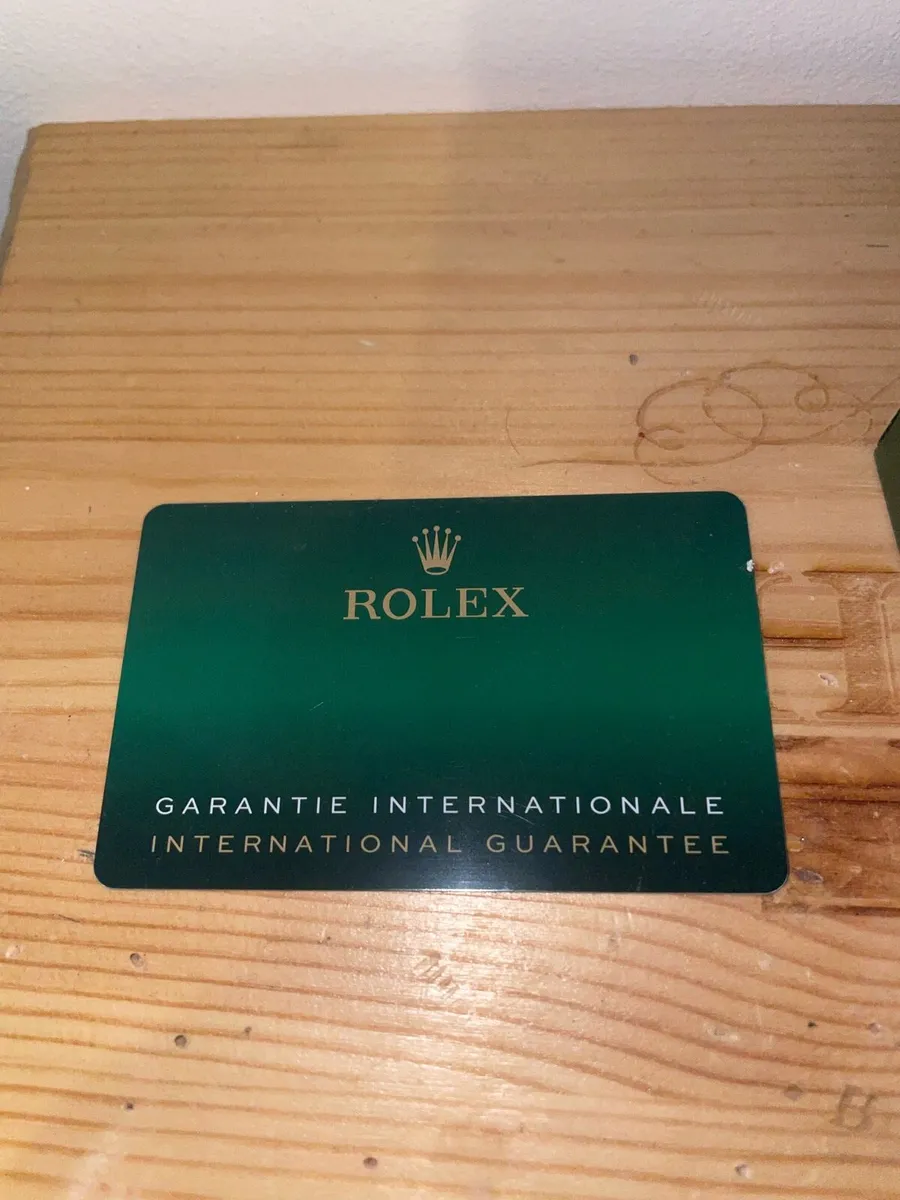 ROLEX
GARANTIE INTERNATIONALE
INTERNATIONAL GUARANTEE